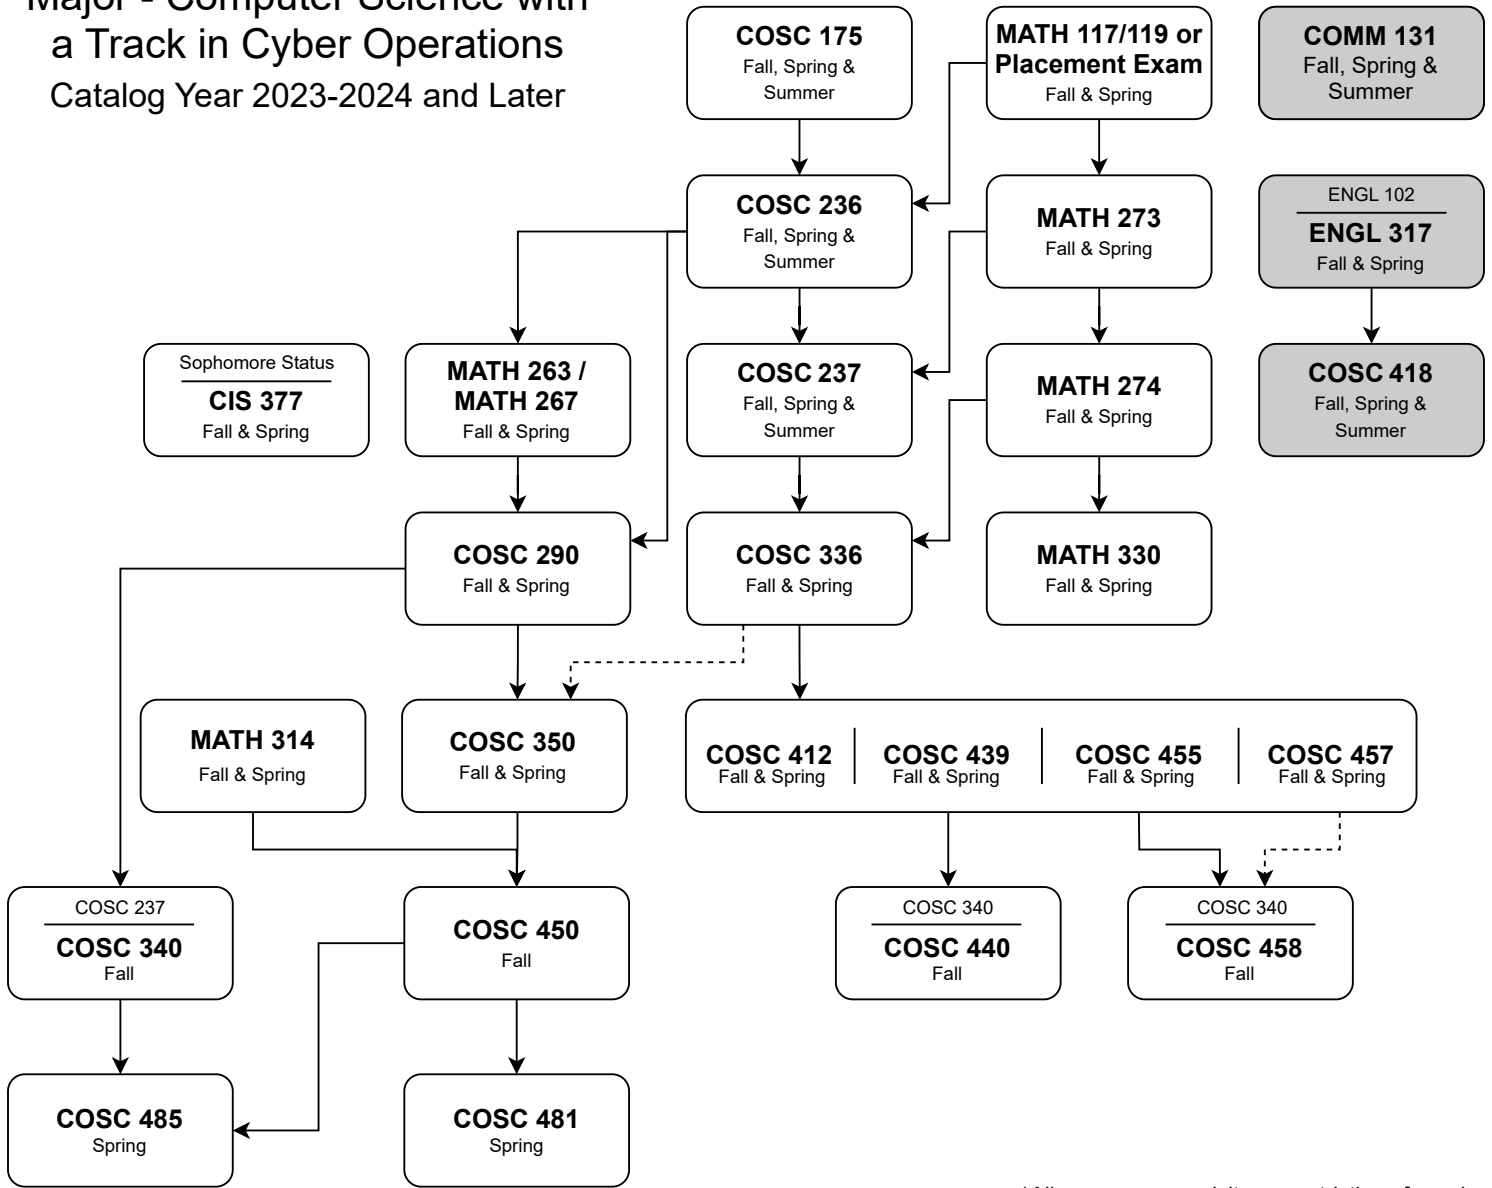 Major - Computer Science with
a Track in Cyber Operations
Catalog Year 2023-2024 and Later
COSC 175
Fall, Spring &
Summer
MATH 117/119 or
Placement Exam
Fall & Spring
COMM 131
Fall, Spring &
Summer
COSC 236
Fall, Spring &
Summer
MATH 273
Fall & Spring
ENGL 102
ENGL 317
Fall & Spring
Sophomore Status
CIS 377
Fall & Spring
MATH 263 /
MATH 267
Fall & Spring
COSC 237
Fall, Spring &
Summer
MATH 274
Fall & Spring
COSC 418
Fall, Spring &
Summer
COSC 290
Fall & Spring
COSC 336
Fall & Spring
MATH 330
Fall & Spring
MATH 314
Fall & Spring
COSC 350
Fall & Spring
COSC 412
Fall & Spring
COSC 439
Fall & Spring
COSC 455
Fall & Spring
COSC 457
Fall & Spring
COSC 237
COSC 340
Fall
COSC 450
Fall
COSC 340
COSC 440
Fall
COSC 340
COSC 458
Fall
COSC 485
Spring
COSC 481
Spring